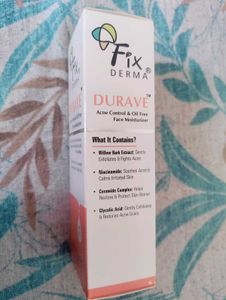 Fix
DERMA®
DURAVE™
Acne Control & Oil Free
Face Moisturizer
What It Contains?
• Willow Bark Extract: Gently
Exfoliates & Fights Acne
• Niacinamide: Soothes Acne &
Calms Irritated Skin
• Ceramide Complex: Helps
Restore & Protect Skin Barrier
• Glycolic Acid: Gently Exfoliates
& Reduces Acne Scars